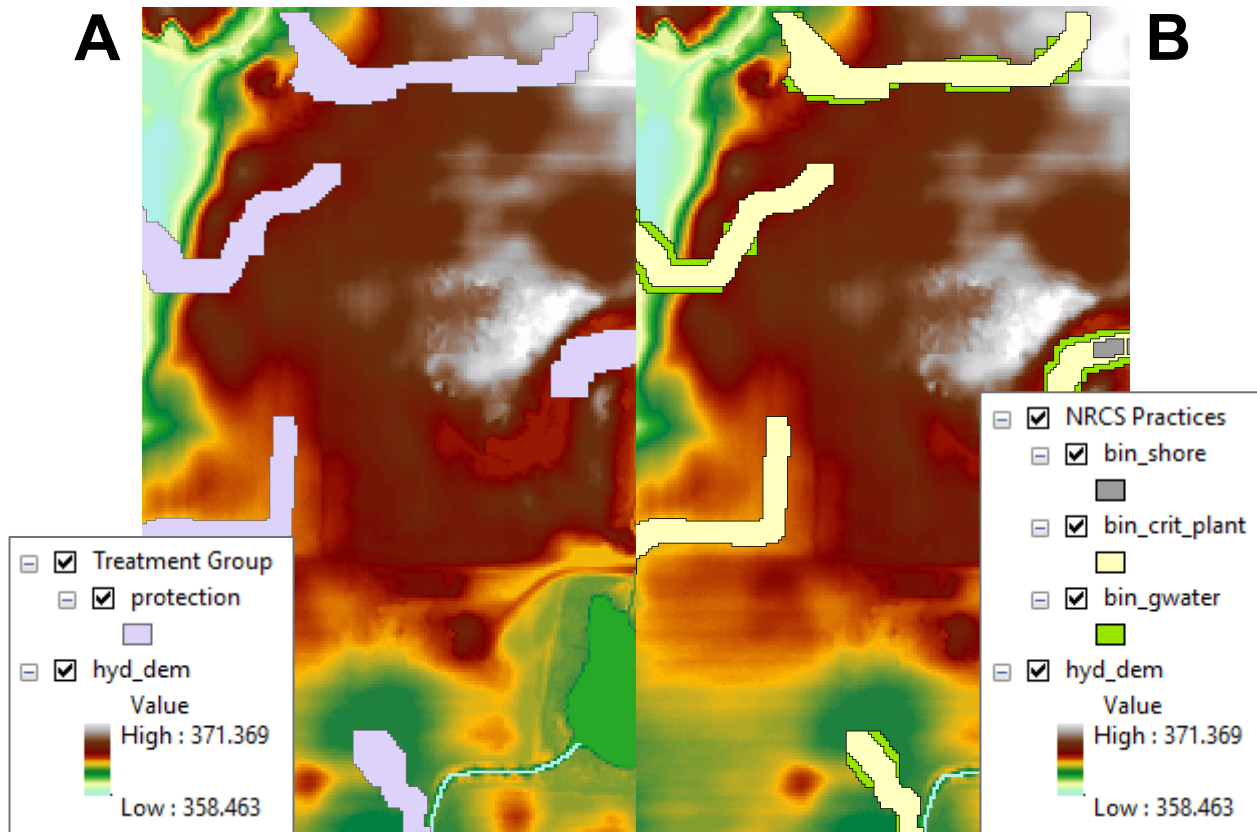 A
B
Treatment Group
protection
hyd_dem
Value
High : 371.369
Low : 358.463
NRCS Practices
bin_shore
bin_crit_plant
bin_gwater
hyd_dem
Value
High : 371.369
Low : 358.463